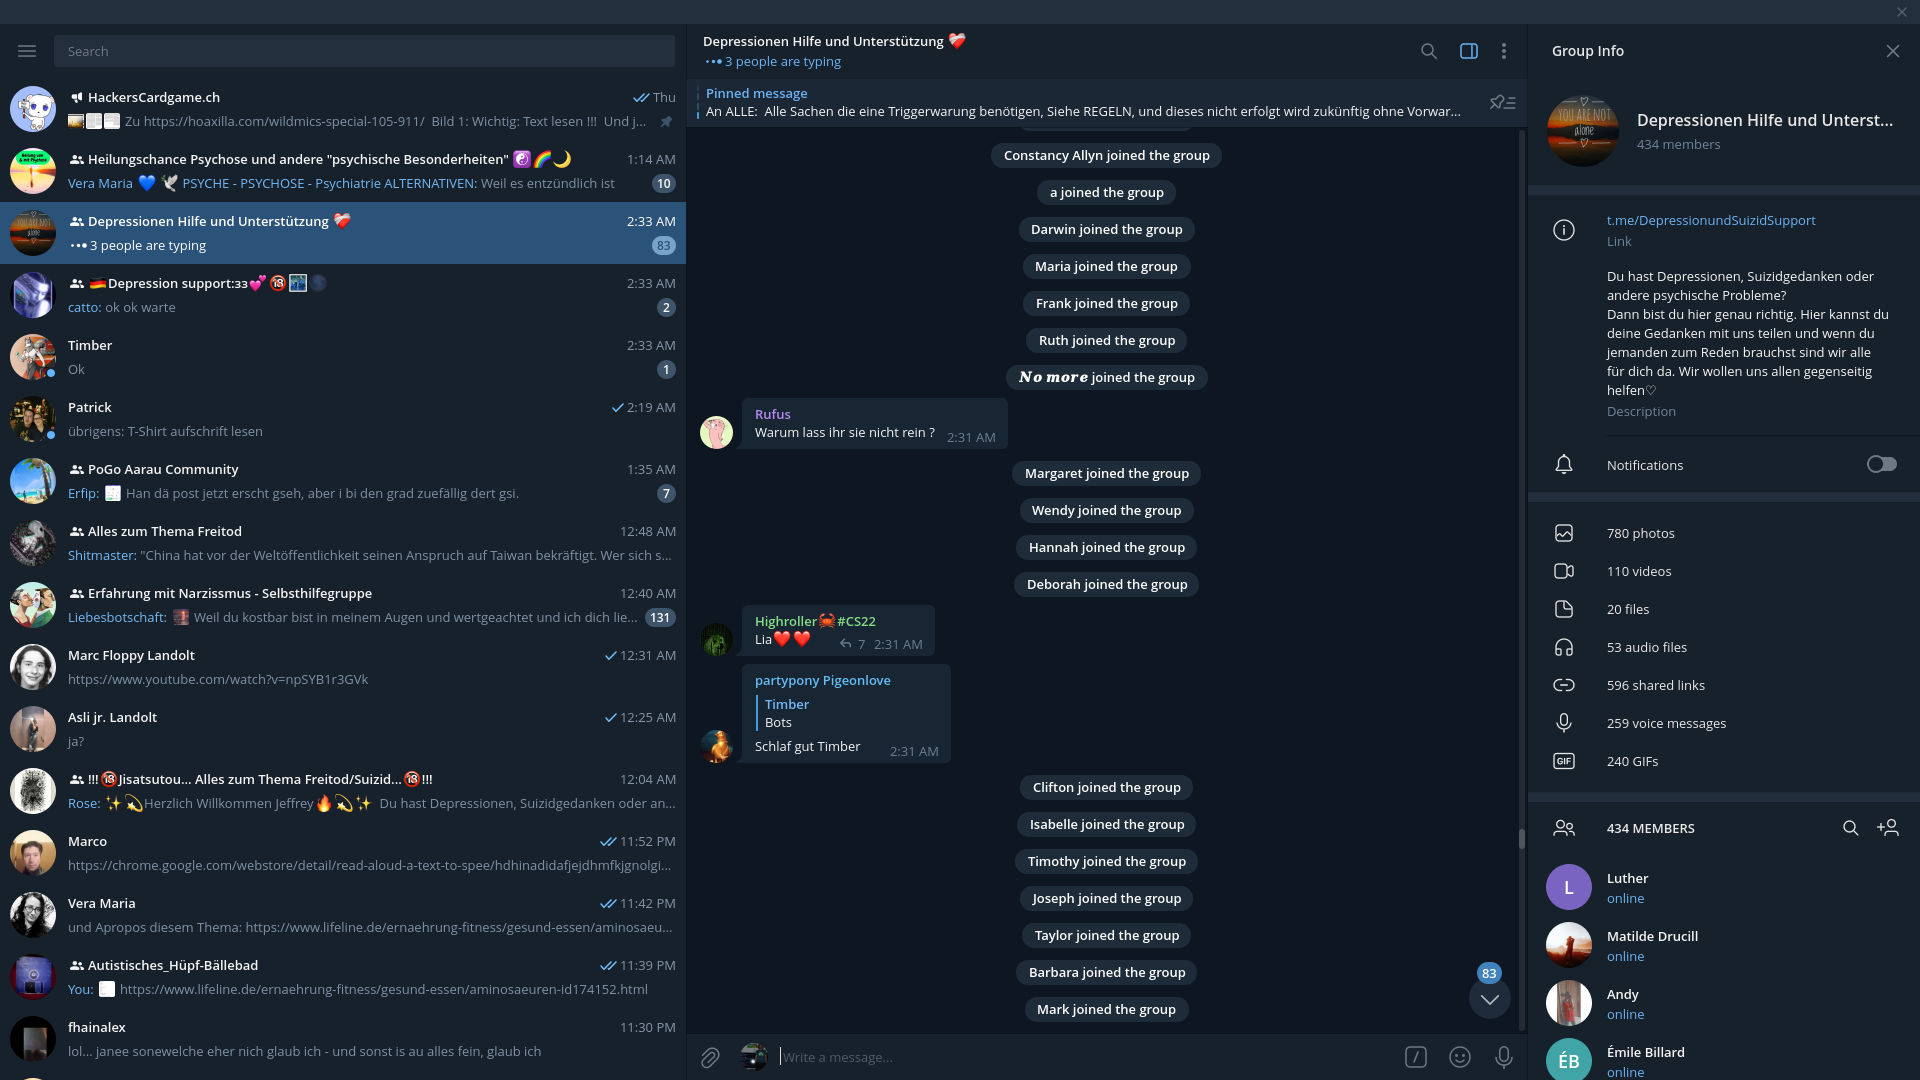 Search
HackersCardgame.ch
Thu
Zu https://hoaxilla.com/wildmics-special-105-911/ Bild 1: Wichtig: Text lesen !!! Und j...
Heilungschance Psychose und andere "psychische Besonderheiten" ☯️🌈🌙
1:14 AM
Vera Maria 💙 🕊️ PSYCHE - PSYCHOSE - Psychiatrie ALTERNATIVEN: Weil es entzündlich ist
10
Depressionen Hilfe und Unterstützung ❤️‍🩹
2:33 AM
3 people are typing
83
🇩🇪Depression support:ɜɜ💕🔞🌃🌑
2:33 AM
catto: ok ok warte
2
Timber
2:33 AM
Ok
1
Patrick
2:19 AM
übrigens: T-Shirt aufschrift lesen
PoGo Aarau Community
1:35 AM
Erfip: Han dä post jetzt erscht gseh, aber i bi den grad zuefällig dert gsi.
7
Alles zum Thema Freitod
12:48 AM
Shitmaster: "China hat vor der Weltöffentlichkeit seinen Anspruch auf Taiwan bekräftigt. Wer sich s...
Erfahrung mit Narzissmus - Selbsthilfegruppe
12:40 AM
Liebesbotschaft: Weil du kostbar bist in meinem Augen und wertgeachtet und ich dich lie...
131
Marc Floppy Landolt
12:31 AM
https://www.youtube.com/watch?v=npSYB1r3GVk
Asli jr. Landolt
12:25 AM
ja?
!!!🔞Jisatsutou... Alles zum Thema Freitod/Suizid...🔞!!!
12:04 AM
Rose: ✨💫Herzlich Willkommen Jeffrey🔥💫✨ Du hast Depressionen, Suizidgedanken oder an...
Marco
11:52 PM
https://chrome.google.com/webstore/detail/read-aloud-a-text-to-spee/hdhinadidafjejdhmfkjgnolgi...
Vera Maria
11:42 PM
und Apropos diesem Thema: https://www.lifeline.de/ernaehrung-fitness/gesund-essen/aminosaeu...
Autistisches_Hüpf-Bällebad
11:39 PM
You: https://www.lifeline.de/ernaehrung-fitness/gesund-essen/aminosaeuren-id174152.html
fhainalex
11:30 PM
lol... janee sonewelche eher nich glaub ich - und sonst is au alles fein, glaub ich
Depressionen Hilfe und Unterstützung ❤️‍🩹
3 people are typing
Pinned message
An ALLE: Alle Sachen die eine Triggerwarung benötigen, Siehe REGELN, und dieses nicht erfolgt wird zukünftig ohne Vorwar...
Constancy Allyn joined the group
a joined the group
Darwin joined the group
Maria joined the group
Frank joined the group
Ruth joined the group
𝑵𝒐 𝒎𝒐𝒓𝒆 joined the group
Rufus
Warum lass ihr sie nicht rein ?
2:31 AM
Margaret joined the group
Wendy joined the group
Hannah joined the group
Deborah joined the group
Highroller🦀#CS22
Lia❤️❤️
7 2:31 AM
partypony Pigeonlove
Timber
Bots
Schlaf gut Timber
2:31 AM
Clifton joined the group
Isabelle joined the group
Timothy joined the group
Joseph joined the group
Taylor joined the group
Barbara joined the group
Mark joined the group
83
Write a message...
Group Info
YOU ARE NOT
alone
Depressionen Hilfe und Unterst...
434 members
t.me/DepressionundSuizidSupport
Link
Du hast Depressionen, Suizidgedanken oder
andere psychische Probleme?
Dann bist du hier genau richtig. Hier kannst du
deine Gedanken mit uns teilen und wenn du
jemanden zum Reden brauchst sind wir alle
für dich da. Wir wollen uns allen gegenseitig
helfen♡
Description
Notifications
780 photos
110 videos
20 files
53 audio files
596 shared links
259 voice messages
GIF
240 GIFs
434 MEMBERS
L
Luther
online
Matilde Drucill
online
Andy
online
ÉB
Émile Billard
online